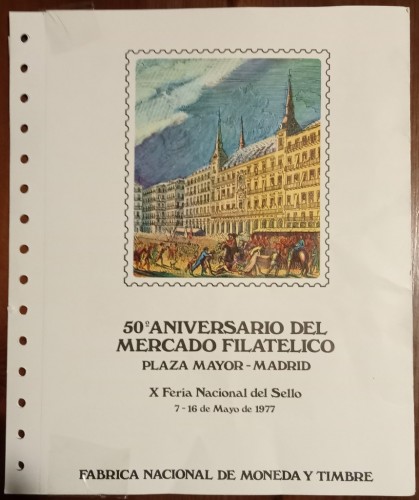 50º ANIVERSARIO DEL
MERCADO FILATELICO
PLAZA MAYOR - MADRID
X Feria Nacional del Sello
7 - 16 de Mayo de 1977
FABRICA NACIONAL DE MONEDA Y TIMBRE